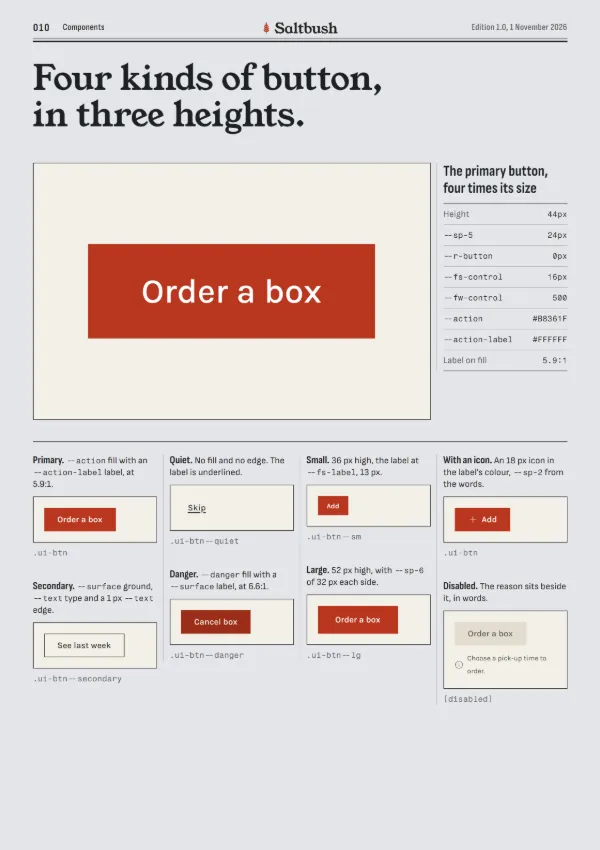 010 Components
Saltbush
Edition 1.0, 1 November 2026
Four kinds of button,
in three heights.
Order a box
The primary button,
four times its size
Height 44px
--sp-5 24px
--r-button 0px
--fs-control 16px
--fw-control 500
--action #B8361F
--action-label #FFFFFF
Label on fill 5.9:1
Primary. --action fill with an
--action-label label, at
5.9:1.
Order a box
.ui-btn
Secondary. --surface ground,
--text type and a 1 px --text
edge.
See last week
.ui-btn--secondary
Quiet. No fill and no edge. The
label is underlined.
Skip
.ui-btn--quiet
Danger. --danger fill with a
--surface label, at 6.6:1.
Cancel box
.ui-btn--danger
Small. 36 px high, the label at
--fs-label, 13 px.
Add
.ui-btn--sm
Large. 52 px high, with --sp-6
of 32 px each side.
Order a box
.ui-btn--lg
With an icon. An 18 px icon in
the label's colour, --sp-2 from
the words.
+ Add
.ui-btn
Disabled. The reason sits beside
it, in words.
Order a box
Choose a pick-up time to
order.
[disabled]